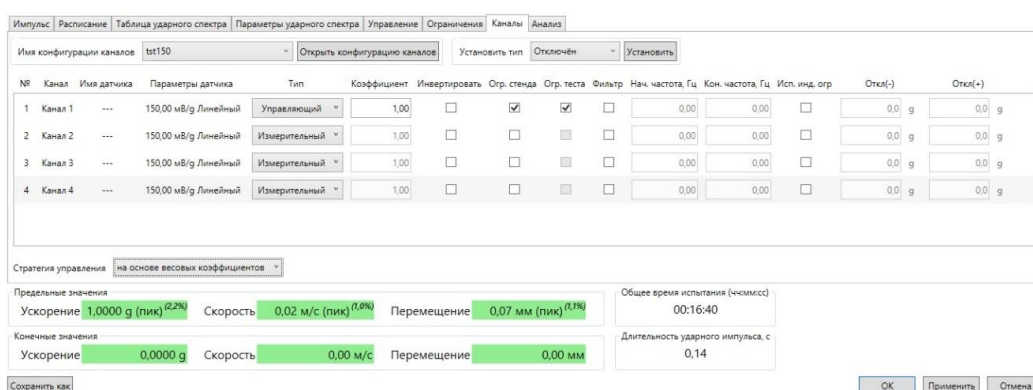 Импульс Расписание Таблица ударного спектра Параметры ударного спектра Управление Ограничения Каналы Анализ
Имя конфигурации каналов tst150 Открыть конфигурацию каналов Установить тип Отключён Установить
№ Канал Имя датчика Параметры датчика Тип Коэффициент Инвертировать Огр. стенда Огр. теста Фильтр Нач. частота, Гц Кон. частота, Гц Исп. инд. огр Откл(-) Откл(+)
1 Канал 1 --- 150,00 мВ/g Линейный Управляющий 1,00 0,00 0,00 0,0 g 0,0 g
2 Канал 2 --- 150,00 мВ/g Линейный Измерительный 1,00 0,00 0,00 0,0 g 0,0 g
3 Канал 3 --- 150,00 мВ/g Линейный Измерительный 1,00 0,00 0,00 0,0 g 0,0 g
4 Канал 4 --- 150,00 мВ/g Линейный Измерительный 1,00 0,00 0,00 0,0 g 0,0 g
Стратегия управления на основе весовых коэффициентов
Предельные значения Общее время испытания (чч:мм:сс)
Ускорение 1,0000 g (пик) (2,2%) Скорость 0,02 м/с (пик) (1,0%) Перемещение 0,07 мм (пик) (1,1%) 00:16:40
Конечные значения Длительность ударного импульса, с
Ускорение 0,0000 g Скорость 0,00 м/с Перемещение 0,00 мм 0,14
Сохранить как OK Применить Отмена